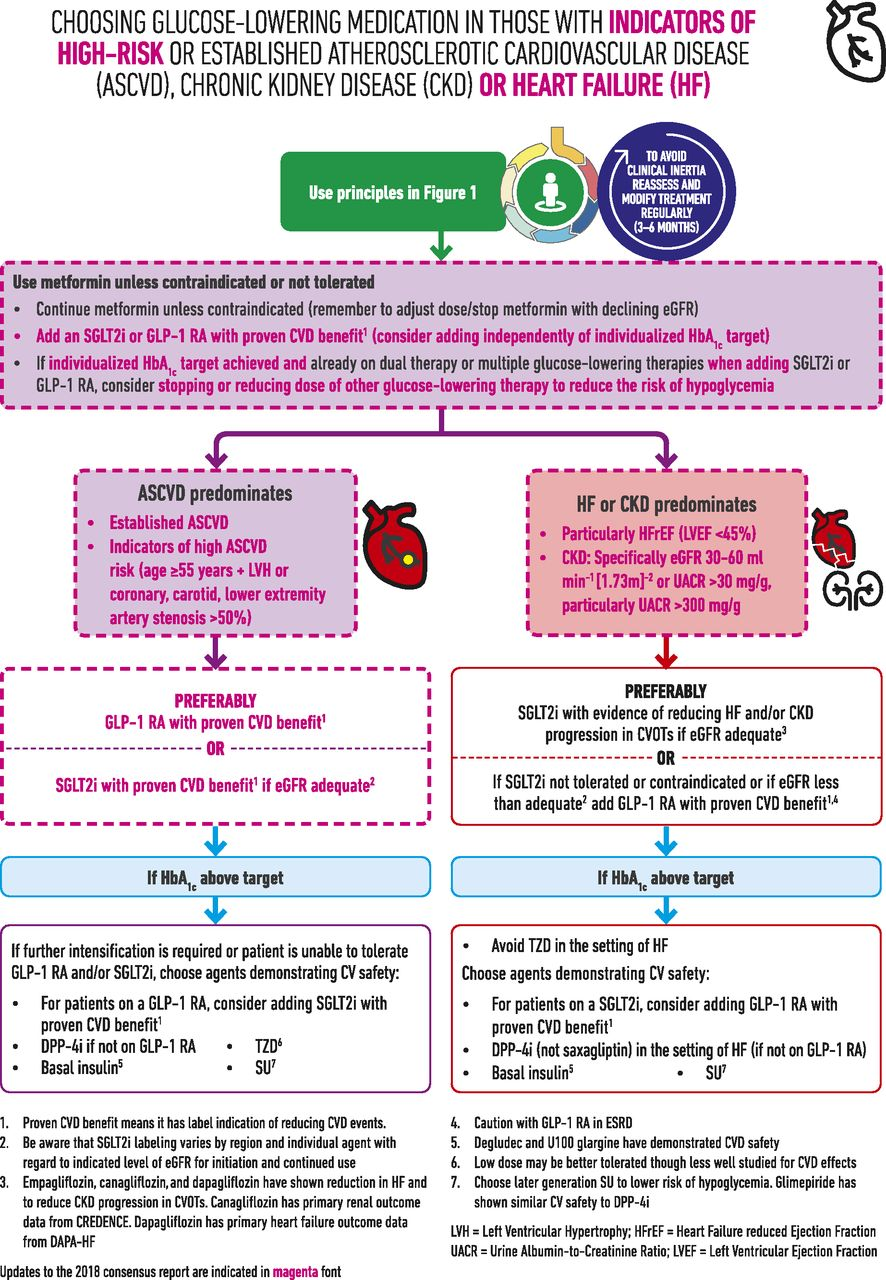 CHOOSING GLUCOSE-LOWERING MEDICATION IN THOSE WITH INDICATORS OF
HIGH-RISK OR ESTABLISHED ATHEROSCLEROTIC CARDIOVASCULAR DISEASE
(ASCVD), CHRONIC KIDNEY DISEASE (CKD) OR HEART FAILURE (HF)
Use principles in Figure 1
TO AVOID
CLINICAL INERTIA
REASSESS AND
MODIFY TREATMENT
REGULARLY
(3–6 MONTHS)
Use metformin unless contraindicated or not tolerated
• Continue metformin unless contraindicated (remember to adjust dose/stop metformin with declining eGFR)
• Add an SGLT2i or GLP-1 RA with proven CVD benefit¹ (consider adding independently of individualized HbA1c target)
• If individualized HbA1c target achieved and already on dual therapy or multiple glucose-lowering therapies when adding SGLT2i or
GLP-1 RA, consider stopping or reducing dose of other glucose-lowering therapy to reduce the risk of hypoglycemia
ASCVD predominates
• Established ASCVD
• Indicators of high ASCVD
risk (age ≥55 years + LVH or
coronary, carotid, lower extremity
artery stenosis >50%)
HF or CKD predominates
• Particularly HFrEF (LVEF <45%)
• CKD: Specifically eGFR 30-60 ml
min⁻¹ [1.73m]⁻² or UACR >30 mg/g,
particularly UACR >300 mg/g
PREFERABLY
GLP-1 RA with proven CVD benefit¹
OR
SGLT2i with proven CVD benefit¹ if eGFR adequate²
PREFERABLY
SGLT2i with evidence of reducing HF and/or CKD
progression in CVOTs if eGFR adequate³
OR
If SGLT2i not tolerated or contraindicated or if eGFR less
than adequate² add GLP-1 RA with proven CVD benefit¹,⁴
If HbA1c above target
If HbA1c above target
If further intensification is required or patient is unable to tolerate
GLP-1 RA and/or SGLT2i, choose agents demonstrating CV safety:
• For patients on a GLP-1 RA, consider adding SGLT2i with
proven CVD benefit¹
• DPP-4i if not on GLP-1 RA • TZD⁶
• Basal insulin⁵ • SU⁷
• Avoid TZD in the setting of HF
Choose agents demonstrating CV safety:
• For patients on a SGLT2i, consider adding GLP-1 RA with
proven CVD benefit¹
• DPP-4i (not saxagliptin) in the setting of HF (if not on GLP-1 RA)
• Basal insulin⁵ • SU⁷
1. Proven CVD benefit means it has label indication of reducing CVD events.
2. Be aware that SGLT2i labeling varies by region and individual agent with
regard to indicated level of eGFR for initiation and continued use
3. Empagliflozin, canagliflozin, and dapagliflozin have shown reduction in HF and
to reduce CKD progression in CVOTs. Canagliflozin has primary renal outcome
data from CREDENCE. Dapagliflozin has primary heart failure outcome data
from DAPA-HF
4. Caution with GLP-1 RA in ESRD
5. Degludec and U100 glargine have demonstrated CVD safety
6. Low dose may be better tolerated though less well studied for CVD effects
7. Choose later generation SU to lower risk of hypoglycemia. Glimepiride has
shown similar CV safety to DPP-4i
LVH = Left Ventricular Hypertrophy; HFrEF = Heart Failure reduced Ejection Fraction
UACR = Urine Albumin-to-Creatinine Ratio; LVEF = Left Ventricular Ejection Fraction
Updates to the 2018 consensus report are indicated in magenta font